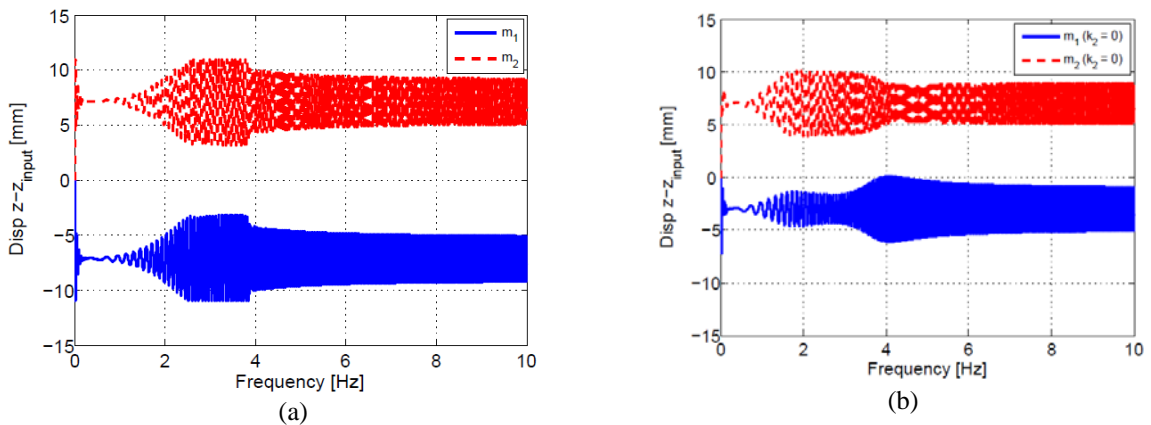 15
10
5
0
−5
−10
−15
Disp z−z_input [mm]
0 2 4 6 8 10
Frequency [Hz]
m₁
m₂
(a)
15
10
5
0
−5
−10
−15
Disp z−z_input [mm]
0 2 4 6 8 10
Frequency [Hz]
m₁ (k₂ = 0)
m₂ (k₂ = 0)
(b)